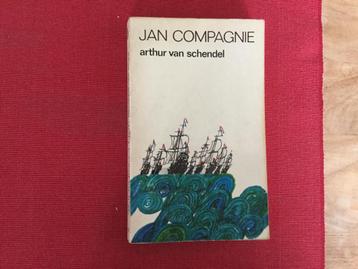 JAN COMPAGNIE
arthur van schendel